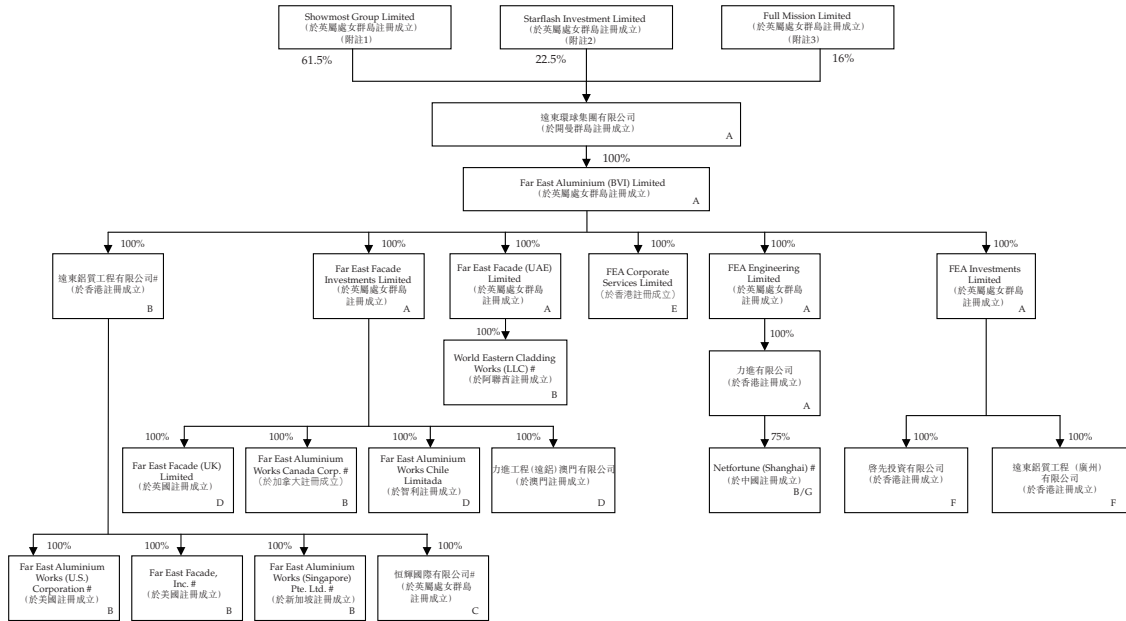 Showmost Group Limited
(於英屬處女群島註冊成立)
(附註1)
Starflash Investment Limited
(於英屬處女群島註冊成立)
(附註2)
Full Mission Limited
(於英屬處女群島註冊成立)
(附註3)
61.5%
22.5%
16%
遠東環球集團有限公司
(於開曼群島註冊成立)
A
100%
Far East Aluminium (BVI) Limited
(於英屬處女群島註冊成立)
A
100%
100%
100%
100%
100%
100%
遠東鋁質工程有限公司#
(於香港註冊成立)
B
Far East Facade
Investments Limited
(於英屬處女群島
註冊成立)
A
Far East Facade (UAE)
Limited
(於英屬處女群島
註冊成立)
A
FEA Corporate
Services Limited
(於香港註冊成立)
E
FEA Engineering
Limited
(於英屬處女群島
註冊成立)
A
FEA Investments
Limited
(於英屬處女群島
註冊成立)
A
100%
100%
World Eastern Cladding
Works (LLC) #
(於阿聯酋註冊成立)
B
力進有限公司
(於香港註冊成立)
A
100%
100%
100%
100%
75%
100%
100%
Far East Facade (UK)
Limited
(於英國註冊成立)
D
Far East Aluminium
Works Canada Corp. #
(於加拿大註冊成立)
B
Far East Aluminium
Works Chile
Limitada
(於智利註冊成立)
D
力進工程(遠鋁)澳門有限公司
(於澳門註冊成立)
D
Netfortune (Shanghai) #
(於中國註冊成立)
B/G
啓先投資有限公司
(於香港註冊成立)
F
遠東鋁質工程 (廣州)
有限公司
(於香港註冊成立)
F
100%
100%
100%
100%
Far East Aluminium
Works (U.S.)
Corporation #
(於美國註冊成立)
B
Far East Facade,
Inc. #
(於美國註冊成立)
B
Far East Aluminium
Works (Singapore)
Pte. Ltd. #
(於新加坡註冊成立)
B
恒輝國際有限公司#
(於英屬處女群島
註冊成立)
C